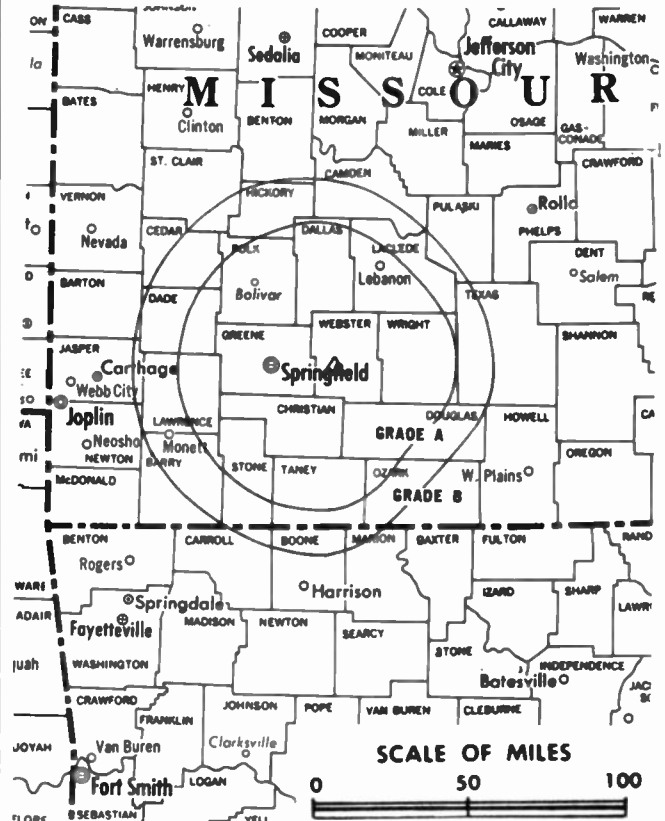 CASS
Warrensburg
Sedalia
COOPER
MONITEAU
CALLAWAY
WARREN
Jefferson
City
Washington
COLE
MISSOUR
BATES
HENRY
Clinton
BENTON
MORGAN
MILLER
OSAGE
GAS-
CONADE
MARIES
CRAWFORD
ST. CLAIR
CAMDEN
VERNON
HICKORY
PULASKI
Rolla
PHELPS
Nevada
CEDAR
POLK
DALLAS
LACLEDE
Lebanon
DENT
Salem
BARTON
Bolivar
DADE
TEXAS
GREENE
WEBSTER
WRIGHT
SHANNON
JASPER
Carthage
Webb City
Springfield
Joplin
CHRISTIAN
DOUGLAS
HOWELL
LAWRENCE
GRADE A
Neosho
Monett
NEWTON
BARRY
STONE
TANEY
OZARK
W. Plains
OREGON
McDONALD
GRADE B
BENTON
CARROLL
BOONE
MARION
BAXTER
FULTON
RAND
Rogers
Harrison
IZARD
SHARP
Springdale
ADAIR
Fayetteville
MADISON
NEWTON
SEARCY
STONE
INDEPENDENCE
WASHINGTON
Batesville
CRAWFORD
FRANKLIN
JOHNSON
POPE
VAN BUREN
CLEBURNE
Van Buren
Clarksville
SCALE OF MILES
Fort Smith
LOGAN
0 50 100
SEBASTIAN